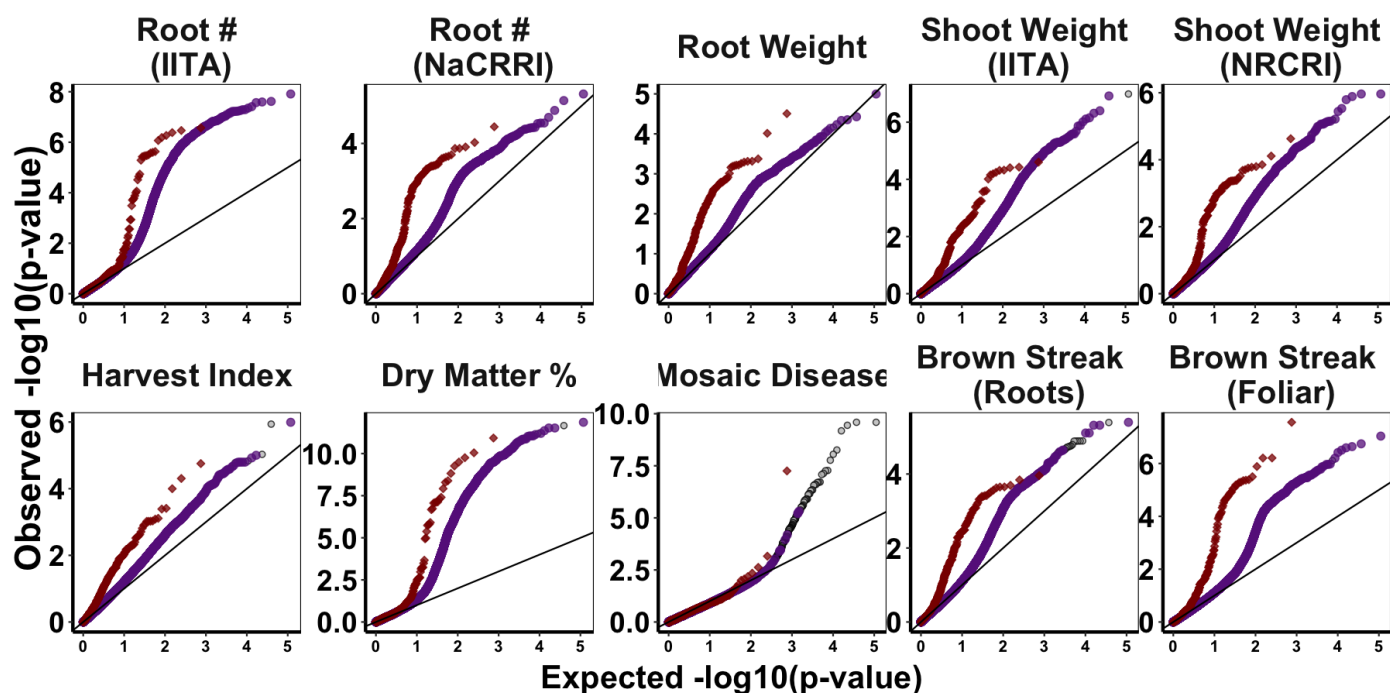 Root #
(IITA)
Root #
(NaCRRI)
Root Weight
Shoot Weight
(IITA)
Shoot Weight
(NRCRI)
Observed -log10(p-value)
8
6
4
2
0
0 1 2 3 4 5
4
2
0
0 1 2 3 4 5
5
4
3
2
1
0
0 1 2 3 4 5
6
4
2
0
0 1 2 3 4 5
6
4
2
0
0 1 2 3 4 5
Harvest Index
Dry Matter %
Mosaic Disease
Brown Streak
(Roots)
Brown Streak
(Foliar)
6
4
2
0
0 1 2 3 4 5
10.0
7.5
5.0
2.5
0.0
0 1 2 3 4 5
10.0
7.5
5.0
2.5
0.0
0 1 2 3 4 5
4
2
0
0 1 2 3 4 5
6
4
2
0
0 1 2 3 4 5
Expected -log10(p-value)